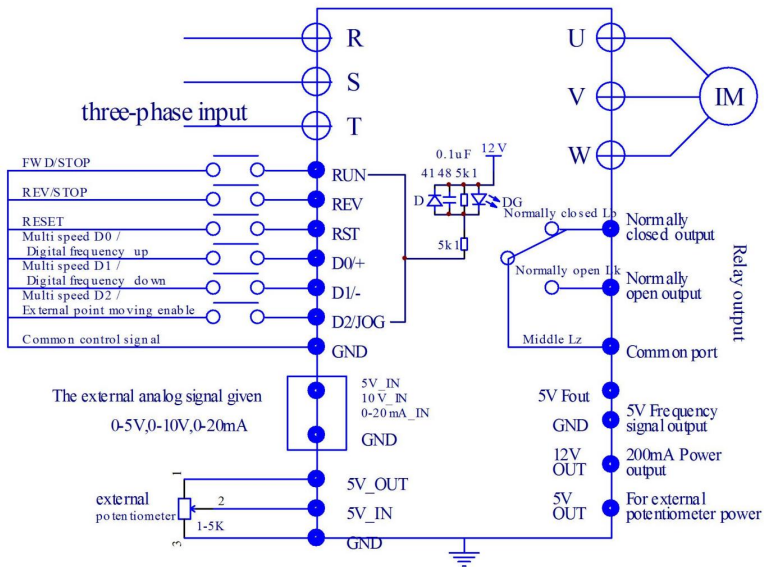 R
S
three-phase input
T
FWD/STOP
RUN
REV/STOP
REV
RESET
RST
Multi speed D0 /
Digital frequency up
D0/+
Multi speed D1 /
Digital frequency down
D1/-
Multi speed D2 /
External point moving enable
D2/JOG
Common control signal
GND
0.1uF
12V
4148 5k1
D
DG
5k1
U
V
W
IM
Normally closed Lb
Normally
closed output
Normally open Lk
Normally
open output
Middle Lz
Common port
Relay output
The external analog signal given
0-5V,0-10V,0-20mA
5V_IN
10V_IN
0-20mA_IN
GND
5V Fout
GND
5V Frequency
signal output
12V
OUT
200mA Power
output
5V
OUT
For external
potentiometer power
1
5V_OUT
external
potentiometer
2
5V_IN
1-5K
3
GND